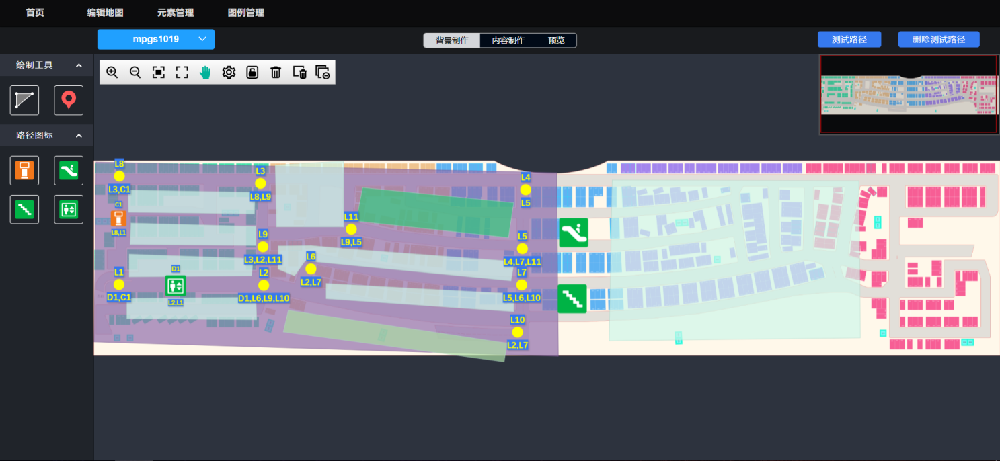 首页 编辑地图 元素管理 图例管理
mpgs1019 背景制作 内容制作 预览 测试路径 删除测试路径
绘制工具
路径图标
L8
L3,C1
C1
L8,L1
L1
D1,C1
D1
L2,L1
L3
L8,L9
L9
L3,L2,L11
L2
D1,L6,L9,L10
L6
L2,L7
L11
L9,L5
L4
L5
L5
L4,L7,L11
L7
L5,L6,L10
L10
L2,L7